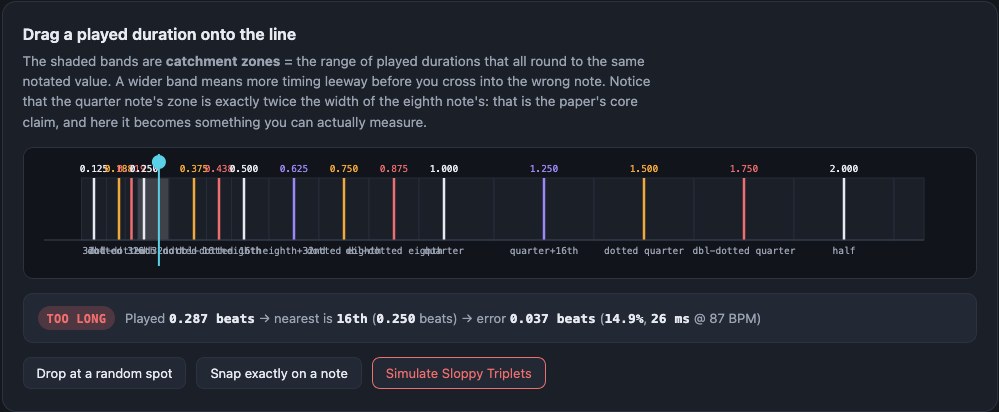 Drag a played duration onto the line
The shaded bands are catchment zones = the range of played durations that all round to the same
notated value. A wider band means more timing leeway before you cross into the wrong note. Notice
that the quarter note's zone is exactly twice the width of the eighth note's: that is the paper's core
claim, and here it becomes something you can actually measure.
0.125 0.250 0.375 0.438 0.500 0.625 0.750 0.875 1.000 1.250 1.500 1.750 2.000
quarter quarter+16th dotted quarter dbl-dotted quarter half
TOO LONG Played 0.287 beats → nearest is 16th (0.250 beats) → error 0.037 beats (14.9%, 26 ms @ 87 BPM)
Drop at a random spot Snap exactly on a note Simulate Sloppy Triplets